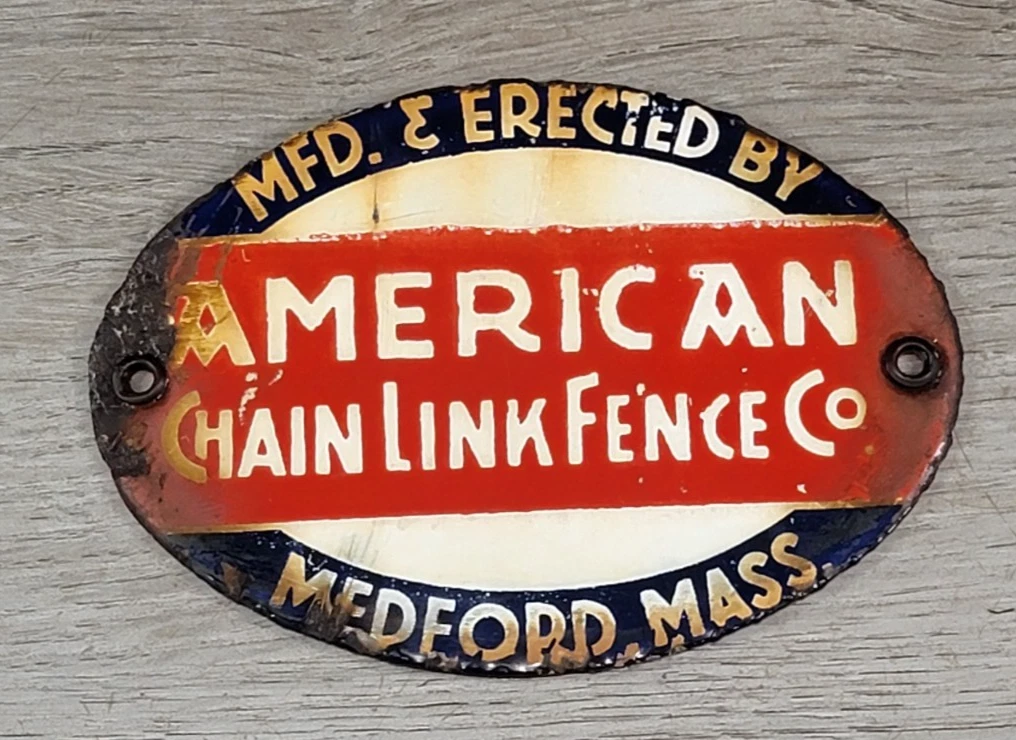 MFD. & ERECTED BY
AMERICAN
CHAIN LINK FENCE CO
MEDFORD, MASS.